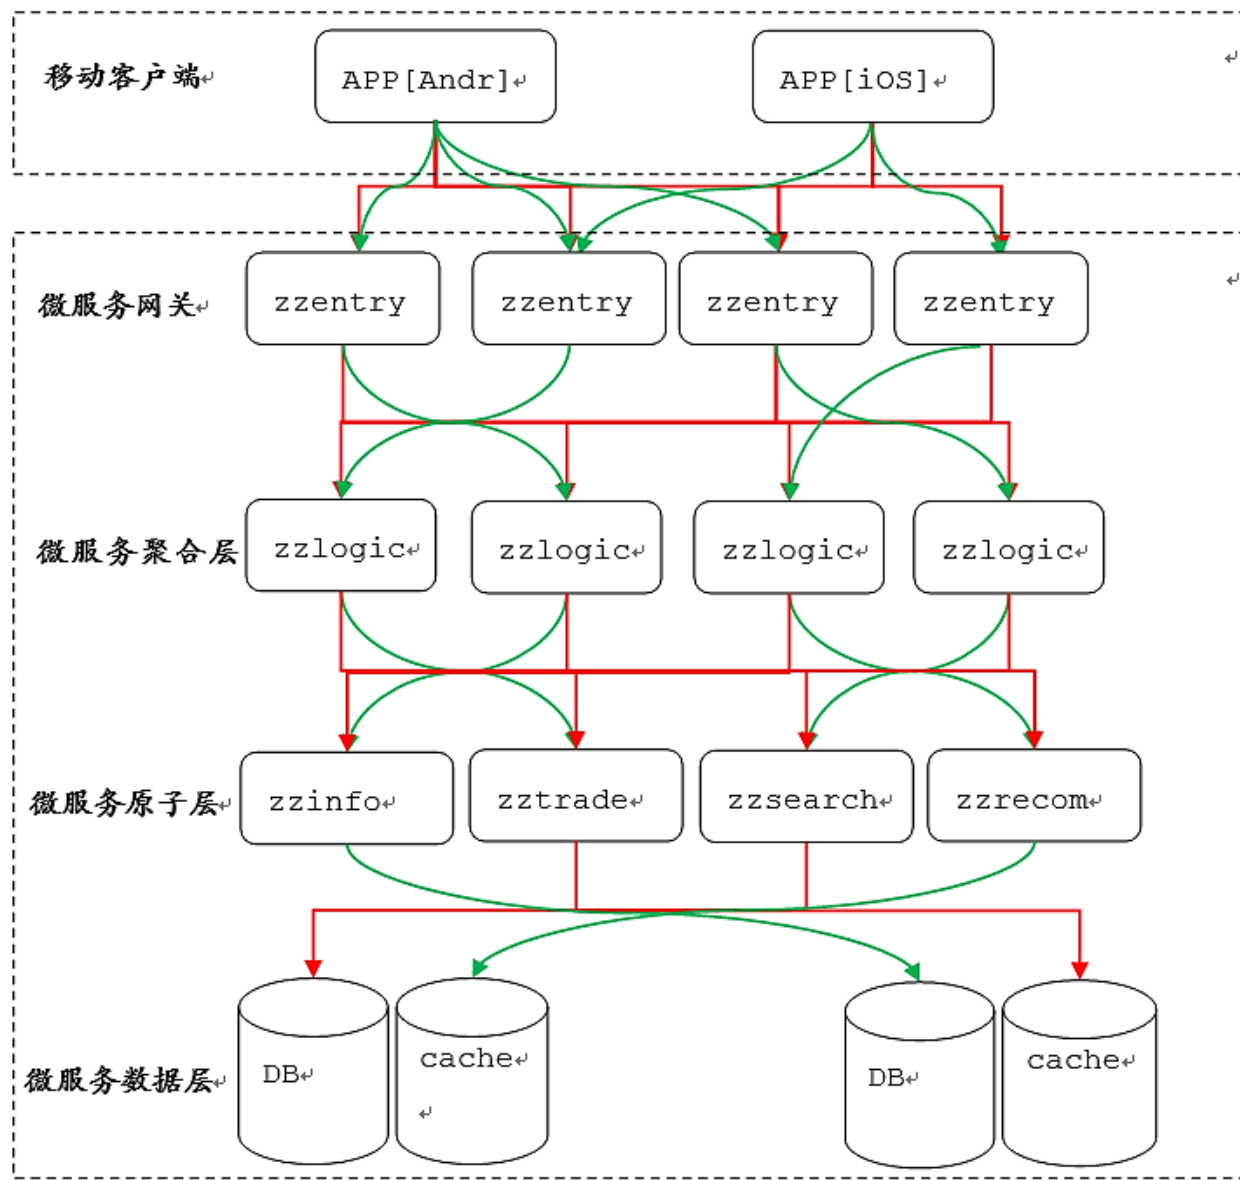 移动客户端
APP[Andr]
APP[iOS]
微服务网关
zzentry
zzentry
zzentry
zzentry
微服务聚合层
zzlogic
zzlogic
zzlogic
zzlogic
微服务原子层
zzinfo
zztrade
zzsearch
zzrecom
微服务数据层
DB
cache
DB
cache